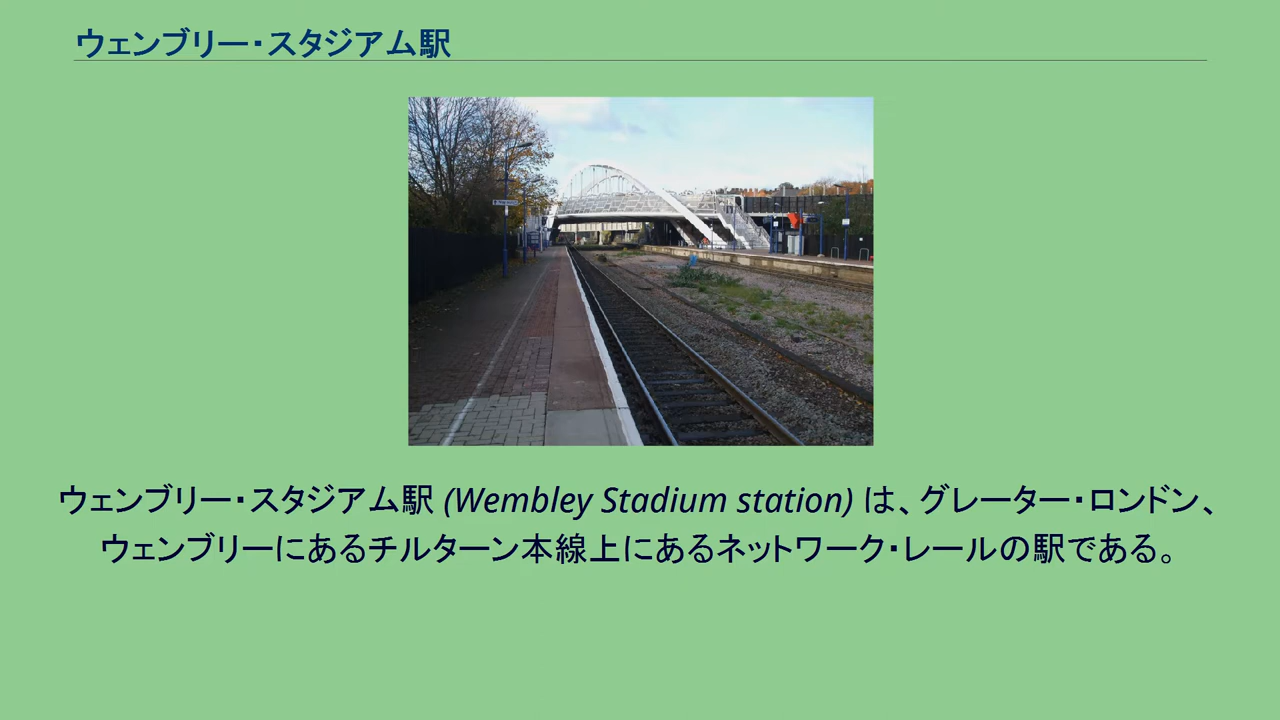 ウェンブリー・スタジアム駅
ウェンブリー・スタジアム駅 (Wembley Stadium station) は、グレーター・ロンドン、
ウェンブリーにあるチルターン本線上にあるネットワーク・レールの駅である。